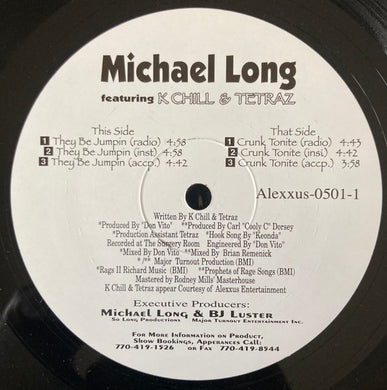 Michael Long
featuring K CHILL & TETRAZ
This Side
1 They Be Jumpin (radio) 4:58
2 They Be Jumpin (inst) 4:58
3 They Be Jumpin (accp.) 4:42
That Side
1 Crunk Tonite (radio) 4:43
2 Crunk Tonite (inst.) 4:42
3 Crunk Tonite (accp.) 3:58
Alexxus-0501-1
Written By K Chill & Tetraz
*Produced By "Don Vito" **Produced By Carl "Cooly C" Dorsey
*Production Assistant Tetraz *Hook Song By "Keonda"
Recorded at The Sorgery Room Engineered By "Don Vito"
*Mixed By Don Vito **Mixed By Brian Remenick
*/** Major Turnout Production (BMI)
*Rags II Richard Music (BMI) **Prophets of Rage Songs (BMI)
Mastered by Rodney Mills' Masterhouse
K Chill & Tetraz appear Courtesy of Alexxus Entertainment
Executive Producers:
Michael Long & BJ Luster
So Long Productions Major Turnout Entertainment Inc.
For More Information on Product,
Show Bookings, Apperances Call:
770-419-1526 or Fax 770-419-8544